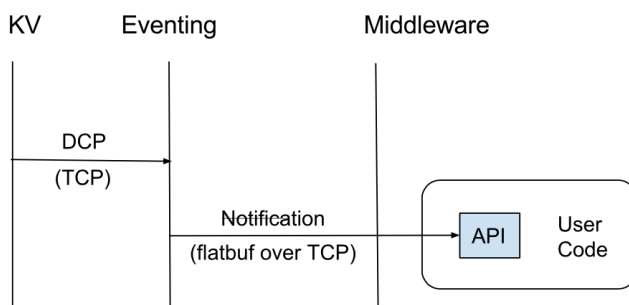 KV Eventing Middleware
DCP
(TCP)
Notification
(flatbuf over TCP)
API
User
Code